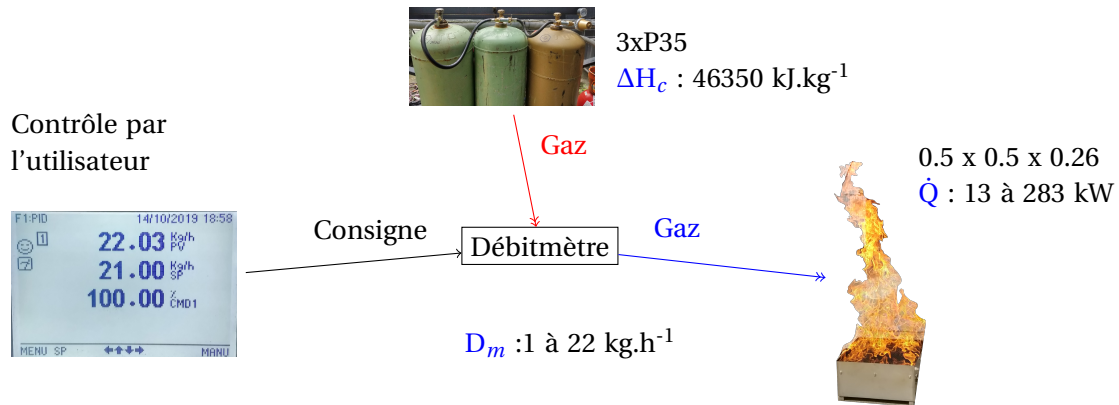 3xP35
ΔH_c : 46350 kJ.kg⁻¹
Contrôle par
l'utilisateur
Gaz
0.5 x 0.5 x 0.26
Q̇ : 13 à 283 kW
F1:PID 14/10/2019 18:58
1
22.03 Kg/h PV
21.00 Kg/h SP
100.00 % CMD1
MENU SP MANU
Consigne
Débitmètre
Gaz
D_m :1 à 22 kg.h⁻¹